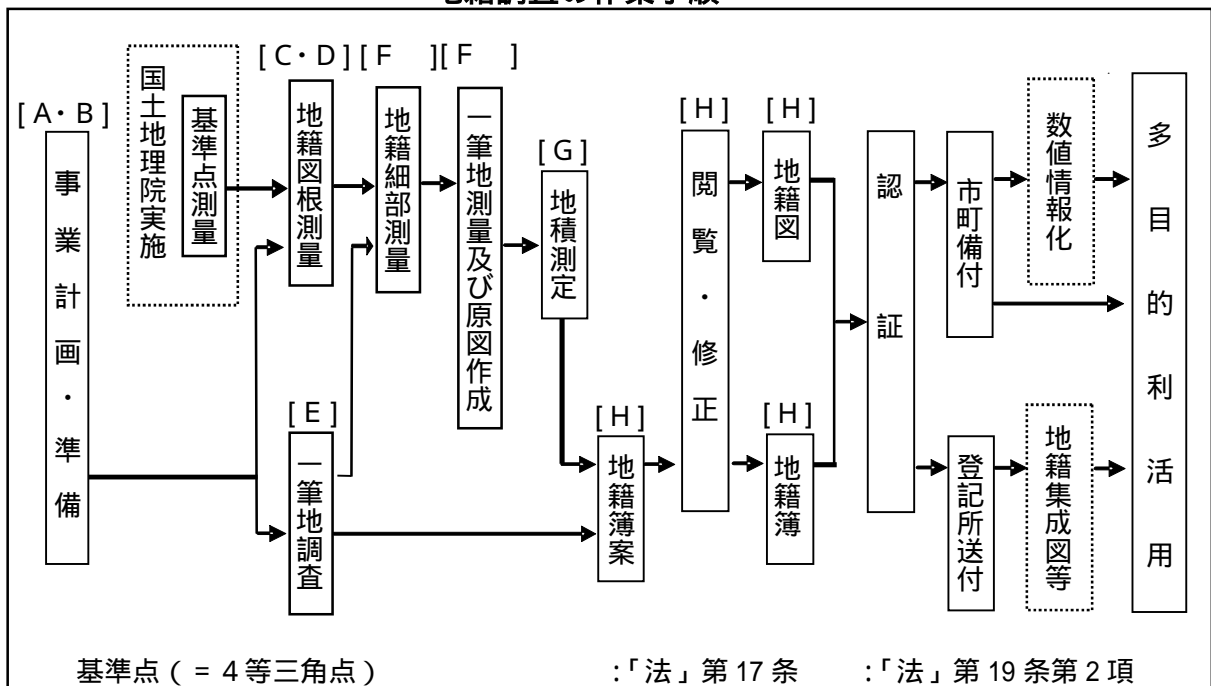 [A・B]
事業計画・準備
国土地理院実施
基準点測量
[C・D]
地籍図根測量
[F　]
地籍細部測量
[F　]
一筆地測量及び原図作成
[E]
一筆地調査
[G]
地積測定
[H]
地籍簿案
[H]
閲覧・修正
[H]
地籍図
[H]
地籍簿
認証
市町備付
登記所送付
数値情報化
地籍集成図等
多目的利活用
基準点(=4等三角点)
:「法」第17条
:「法」第19条第2項